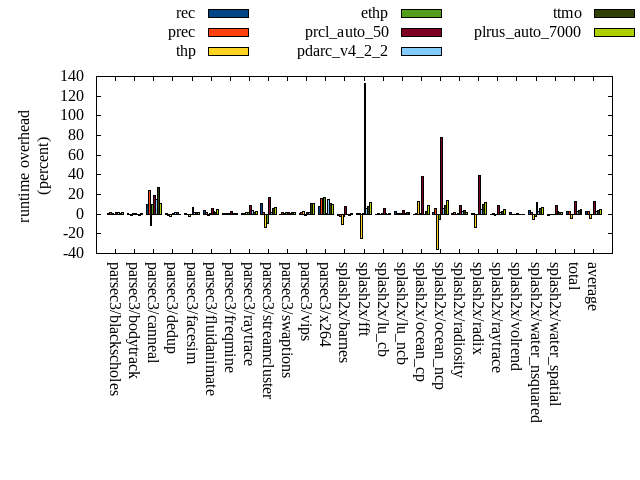 rec
prec
thp
ethp
prcl_auto_50
pdarc_v4_2_2
ttmo
plrus_auto_7000
runtime overhead
(percent)
140
120
100
80
60
40
20
0
-20
-40
parsec3/blackscholes
parsec3/bodytrack
parsec3/canneal
parsec3/dedup
parsec3/facesim
parsec3/fluidanimate
parsec3/freqmine
parsec3/raytrace
parsec3/streamcluster
parsec3/swaptions
parsec3/vips
parsec3/x264
splash2x/barnes
splash2x/fft
splash2x/lu_cb
splash2x/lu_ncb
splash2x/ocean_cp
splash2x/ocean_ncp
splash2x/radiosity
splash2x/radix
splash2x/raytrace
splash2x/volrend
splash2x/water_nsquared
splash2x/water_spatial
total
average